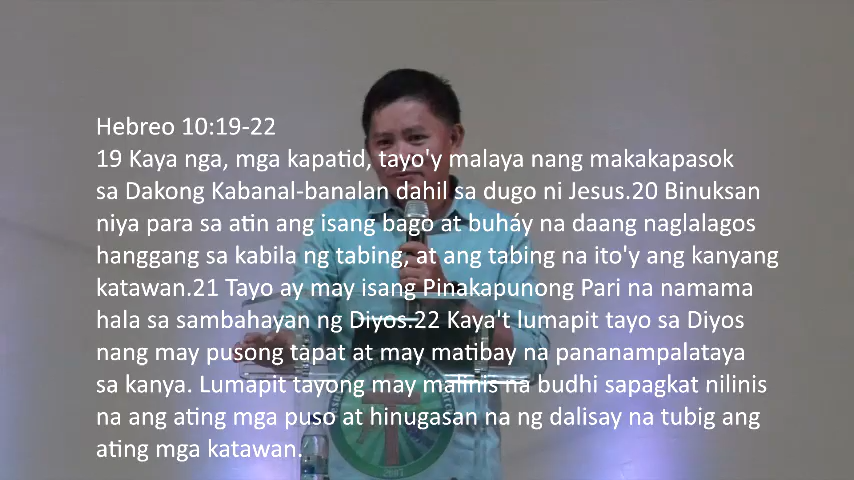 Hebreo 10:19-22
19 Kaya nga, mga kapatid, tayo'y malaya nang makakapasok
sa Dakong Kabanal-banalan dahil sa dugo ni Jesus.20 Binuksan
niya para sa atin ang isang bago at buháy na daang naglalagos
hanggang sa kabila ng tabing, at ang tabing na ito'y ang kanyang
katawan.21 Tayo ay may isang Pinakapunong Pari na namama
hala sa sambahayan ng Diyos.22 Kaya't lumapit tayo sa Diyos
nang may pusong tapat at may matibay na pananampalataya
sa kanya. Lumapit tayong may malinis na budhi sapagkat nilinis
na ang ating mga puso at hinugasan na ng dalisay na tubig ang
ating mga katawan.